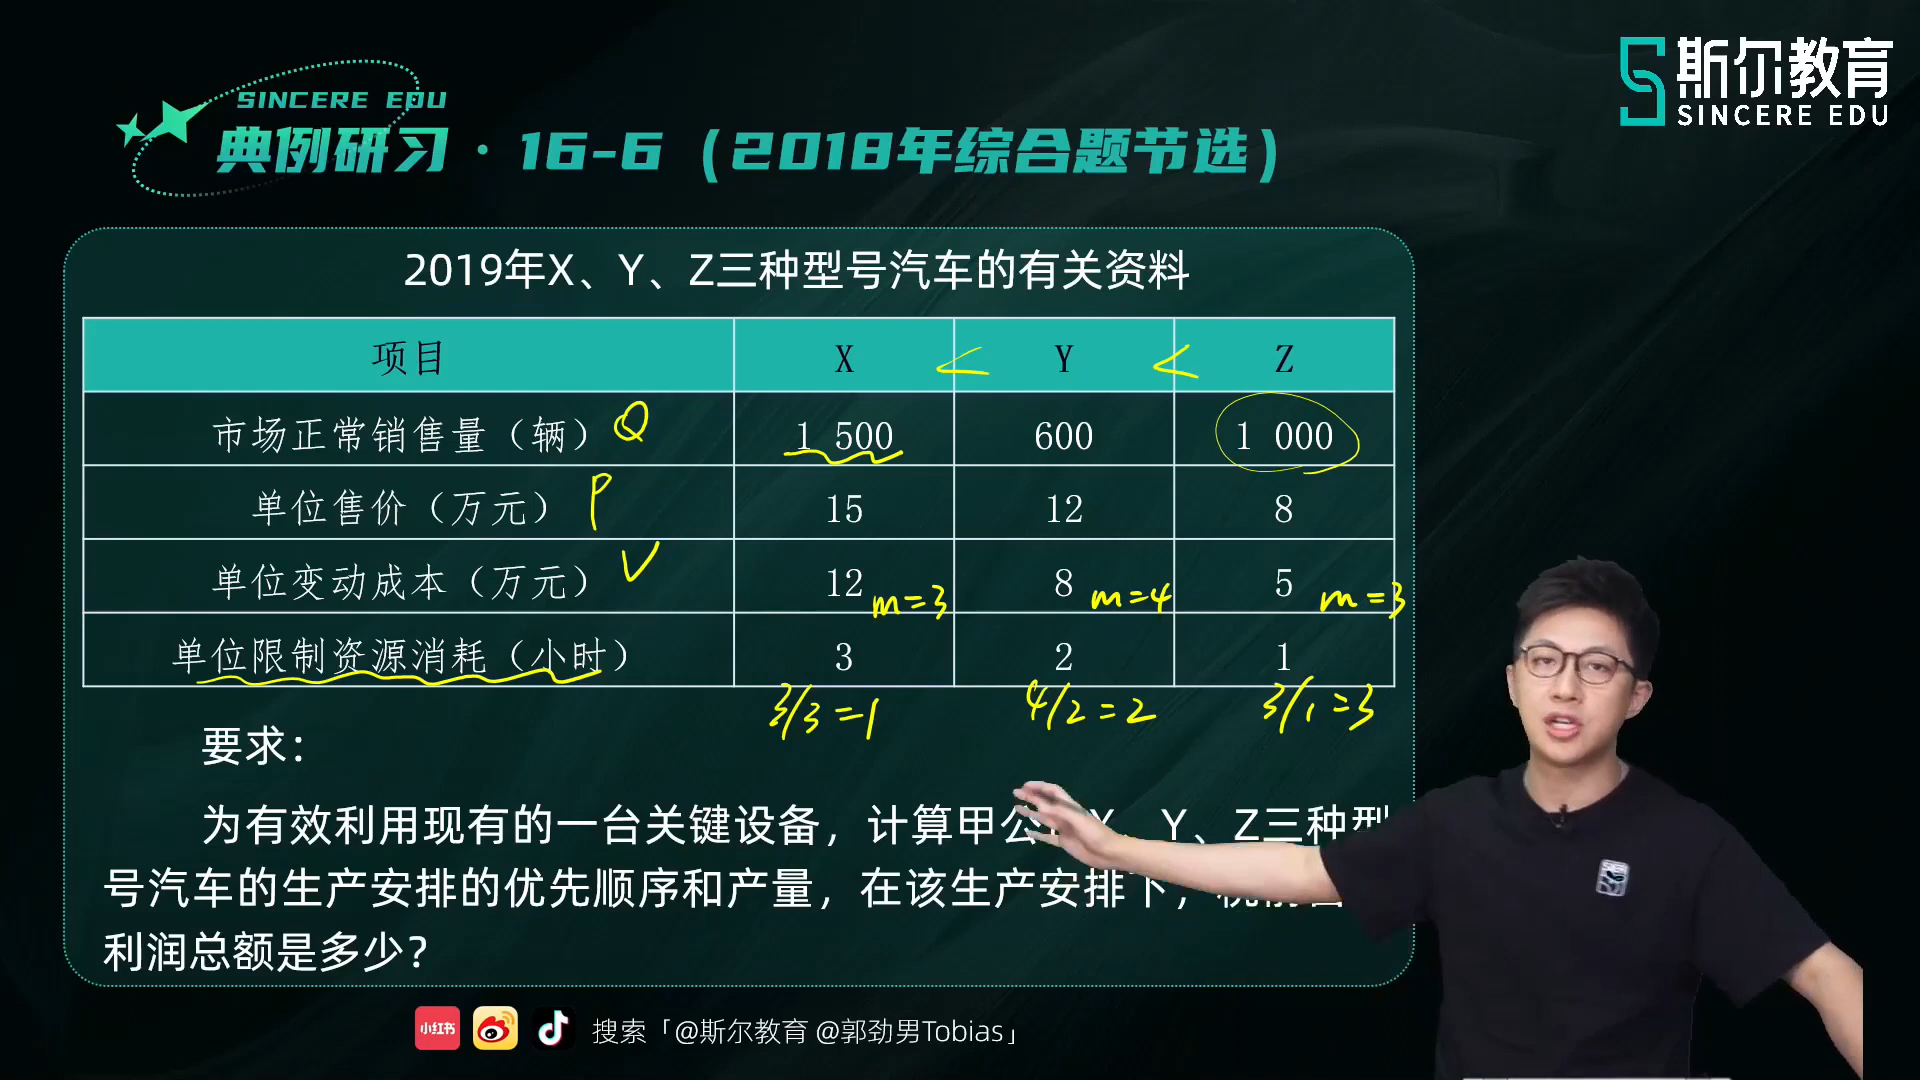 SINCERE EDU
典例研习·16-6（2018年综合题节选）
斯尔教育
SINCERE EDU
2019年X、Y、Z三种型号汽车的有关资料
项目 X < Y < Z
市场正常销售量（辆） Q 1 500 600 1 000
单位售价（万元） P 15 12 8
单位变动成本（万元） V 12 m=3 8 m=4 5 m=3
单位限制资源消耗（小时） 3 2 1
3/3=1 4/2=2 3/1=3
要求：
为有效利用现有的一台关键设备，计算甲公 X、Y、Z三种型
号汽车的生产安排的优先顺序和产量，在该生产安排下，
利润总额是多少？
小红书
搜索「@斯尔教育 @郭劲男Tobias」